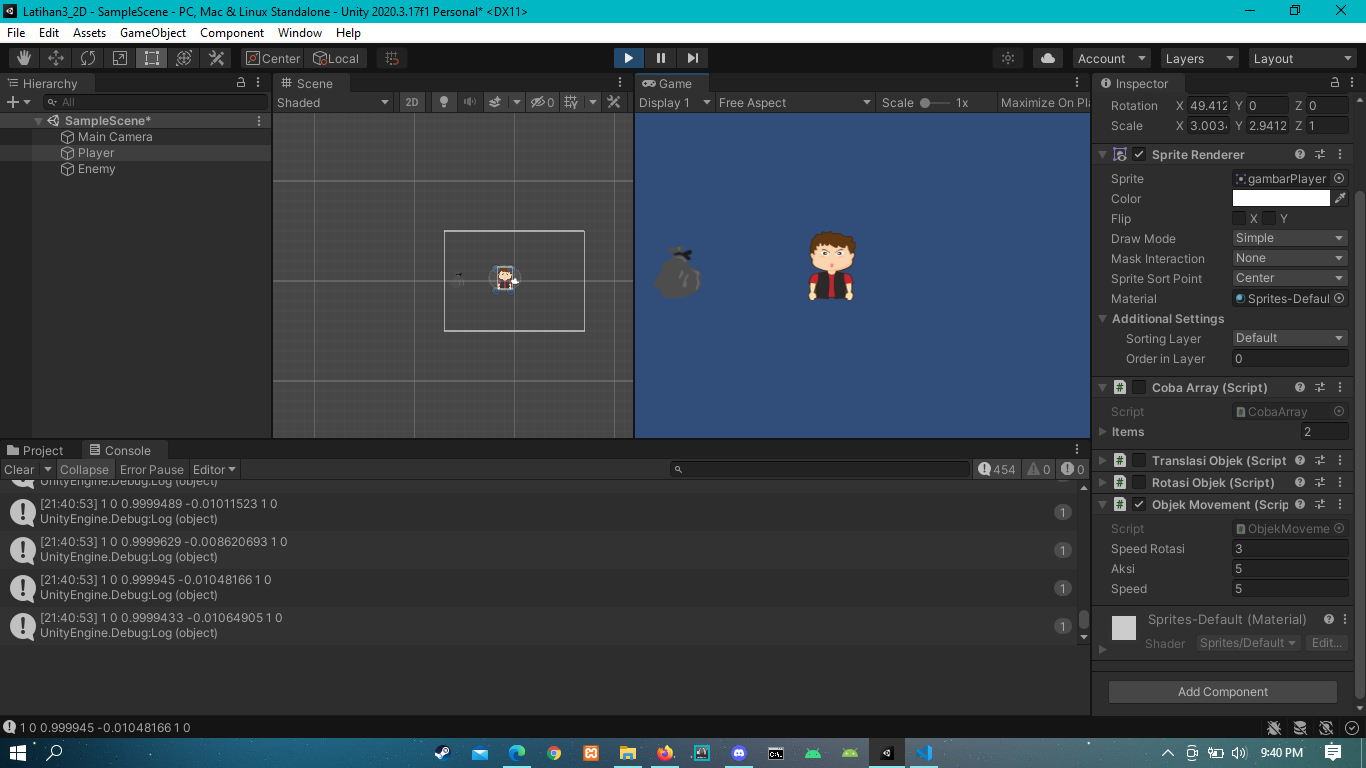 Latihan3_2D - SampleScene - PC, Mac & Linux Standalone - Unity 2020.3.17f1 Personal* <DX11>
File Edit Assets GameObject Component Window Help
Center Local Account Layers Layout
Hierarchy
All
SampleScene*
Main Camera
Player
Enemy
Scene
Shaded 2D 0
Game
Display 1 Free Aspect Scale 1x Maximize On Pla
Inspector
Rotation X 49.412 Y 0 Z 0
Scale X 3.003 Y 2.9412 Z 1
Sprite Renderer
Sprite gambarPlayer
Color
Flip X Y
Draw Mode Simple
Mask Interaction None
Sprite Sort Point Center
Material Sprites-Defaul
Additional Settings
Sorting Layer Default
Order in Layer 0
# Coba Array (Script)
Script # CobaArray
Items 2
# Translasi Objek (Script
# Rotasi Objek (Script)
# Objek Movement (Scrip
Script # ObjekMoveme
Speed Rotasi 3
Aksi 5
Speed 5
Sprites-Default (Material)
Shader Sprites/Default Edit...
Add Component
Project Console
Clear Collapse Error Pause Editor 454 0 0
UnityEngine.Debug:Log (object)
[21:40:53] 1 0 0.9999489 -0.01011523 1 0
UnityEngine.Debug:Log (object)
1
[21:40:53] 1 0 0.9999629 -0.008620693 1 0
UnityEngine.Debug:Log (object)
1
[21:40:53] 1 0 0.999945 -0.01048166 1 0
UnityEngine.Debug:Log (object)
1
[21:40:53] 1 0 0.9999433 -0.01064905 1 0
UnityEngine.Debug:Log (object)
1
1 0 0.999945 -0.01048166 1 0
9:40 PM